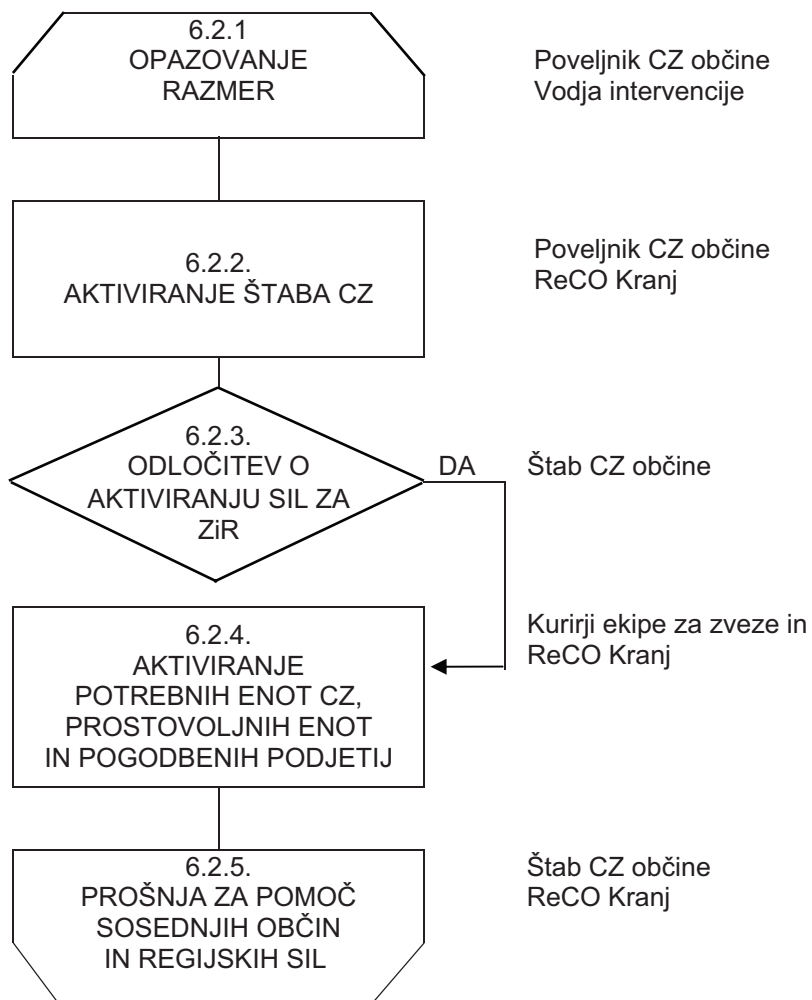 6.2.1
OPAZOVANJE
RAZMER
Poveljnik CZ občine
Vodja intervencije
6.2.2.
AKTIVIRANJE ŠTABA CZ
Poveljnik CZ občine
ReCO Kranj
6.2.3.
ODLOČITEV O
AKTIVIRANJU SIL ZA
ZiR
DA
Štab CZ občine
6.2.4.
AKTIVIRANJE
POTREBNIH ENOT CZ,
PROSTOVOLJNIH ENOT
IN POGODBENIH PODJETIJ
Kurirji ekipe za zveze in
ReCO Kranj
6.2.5.
PROŠNJA ZA POMOČ
SOSEDNJIH OBČIN
IN REGIJSKIH SIL
Štab CZ občine
ReCO Kranj